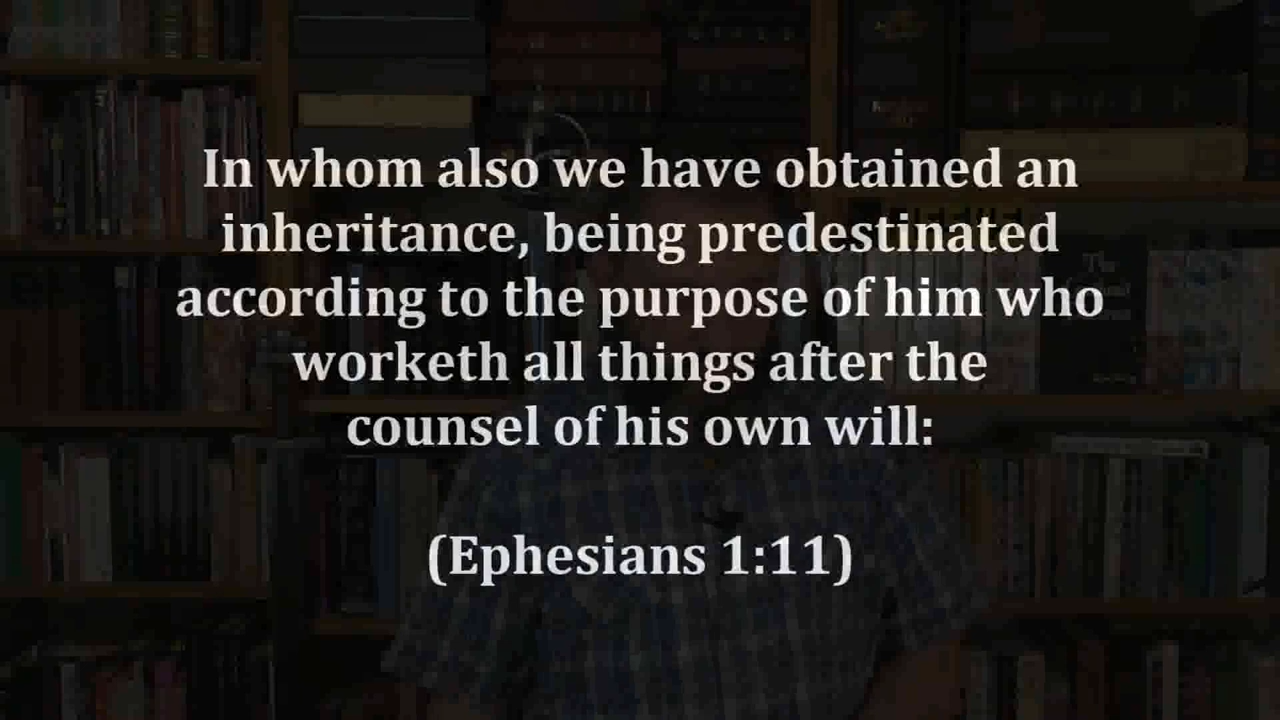 In whom also we have obtained an
inheritance, being predestinated
according to the purpose of him who
worketh all things after the
counsel of his own will:
(Ephesians 1:11)